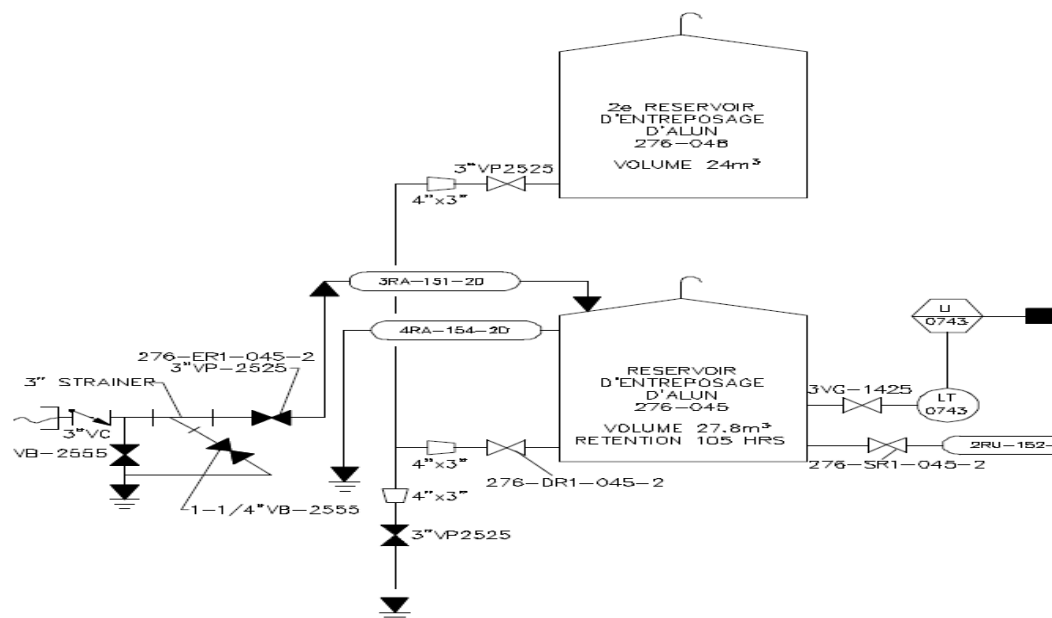 2e RESERVOIR
D'ENTREPOSAGE
D'ALUN
276-04B
VOLUME 24m³
3"VP2525
4"x3"
3RA-151-2D
4RA-154-2D
276-ER1-045-2
3"VP-2525
3" STRAINER
3"VC
VB-2555
1-1/4"VB-2555
4"x3"
276-DR1-045-2
4"x3"
3"VP2525
RESERVOIR
D'ENTREPOSAGE
D'ALUN
276-045
VOLUME 27.8m³
RETENTION 105 HRS
LI
0743
3VG-1425
LT
0743
2RU-152-
276-SR1-045-2